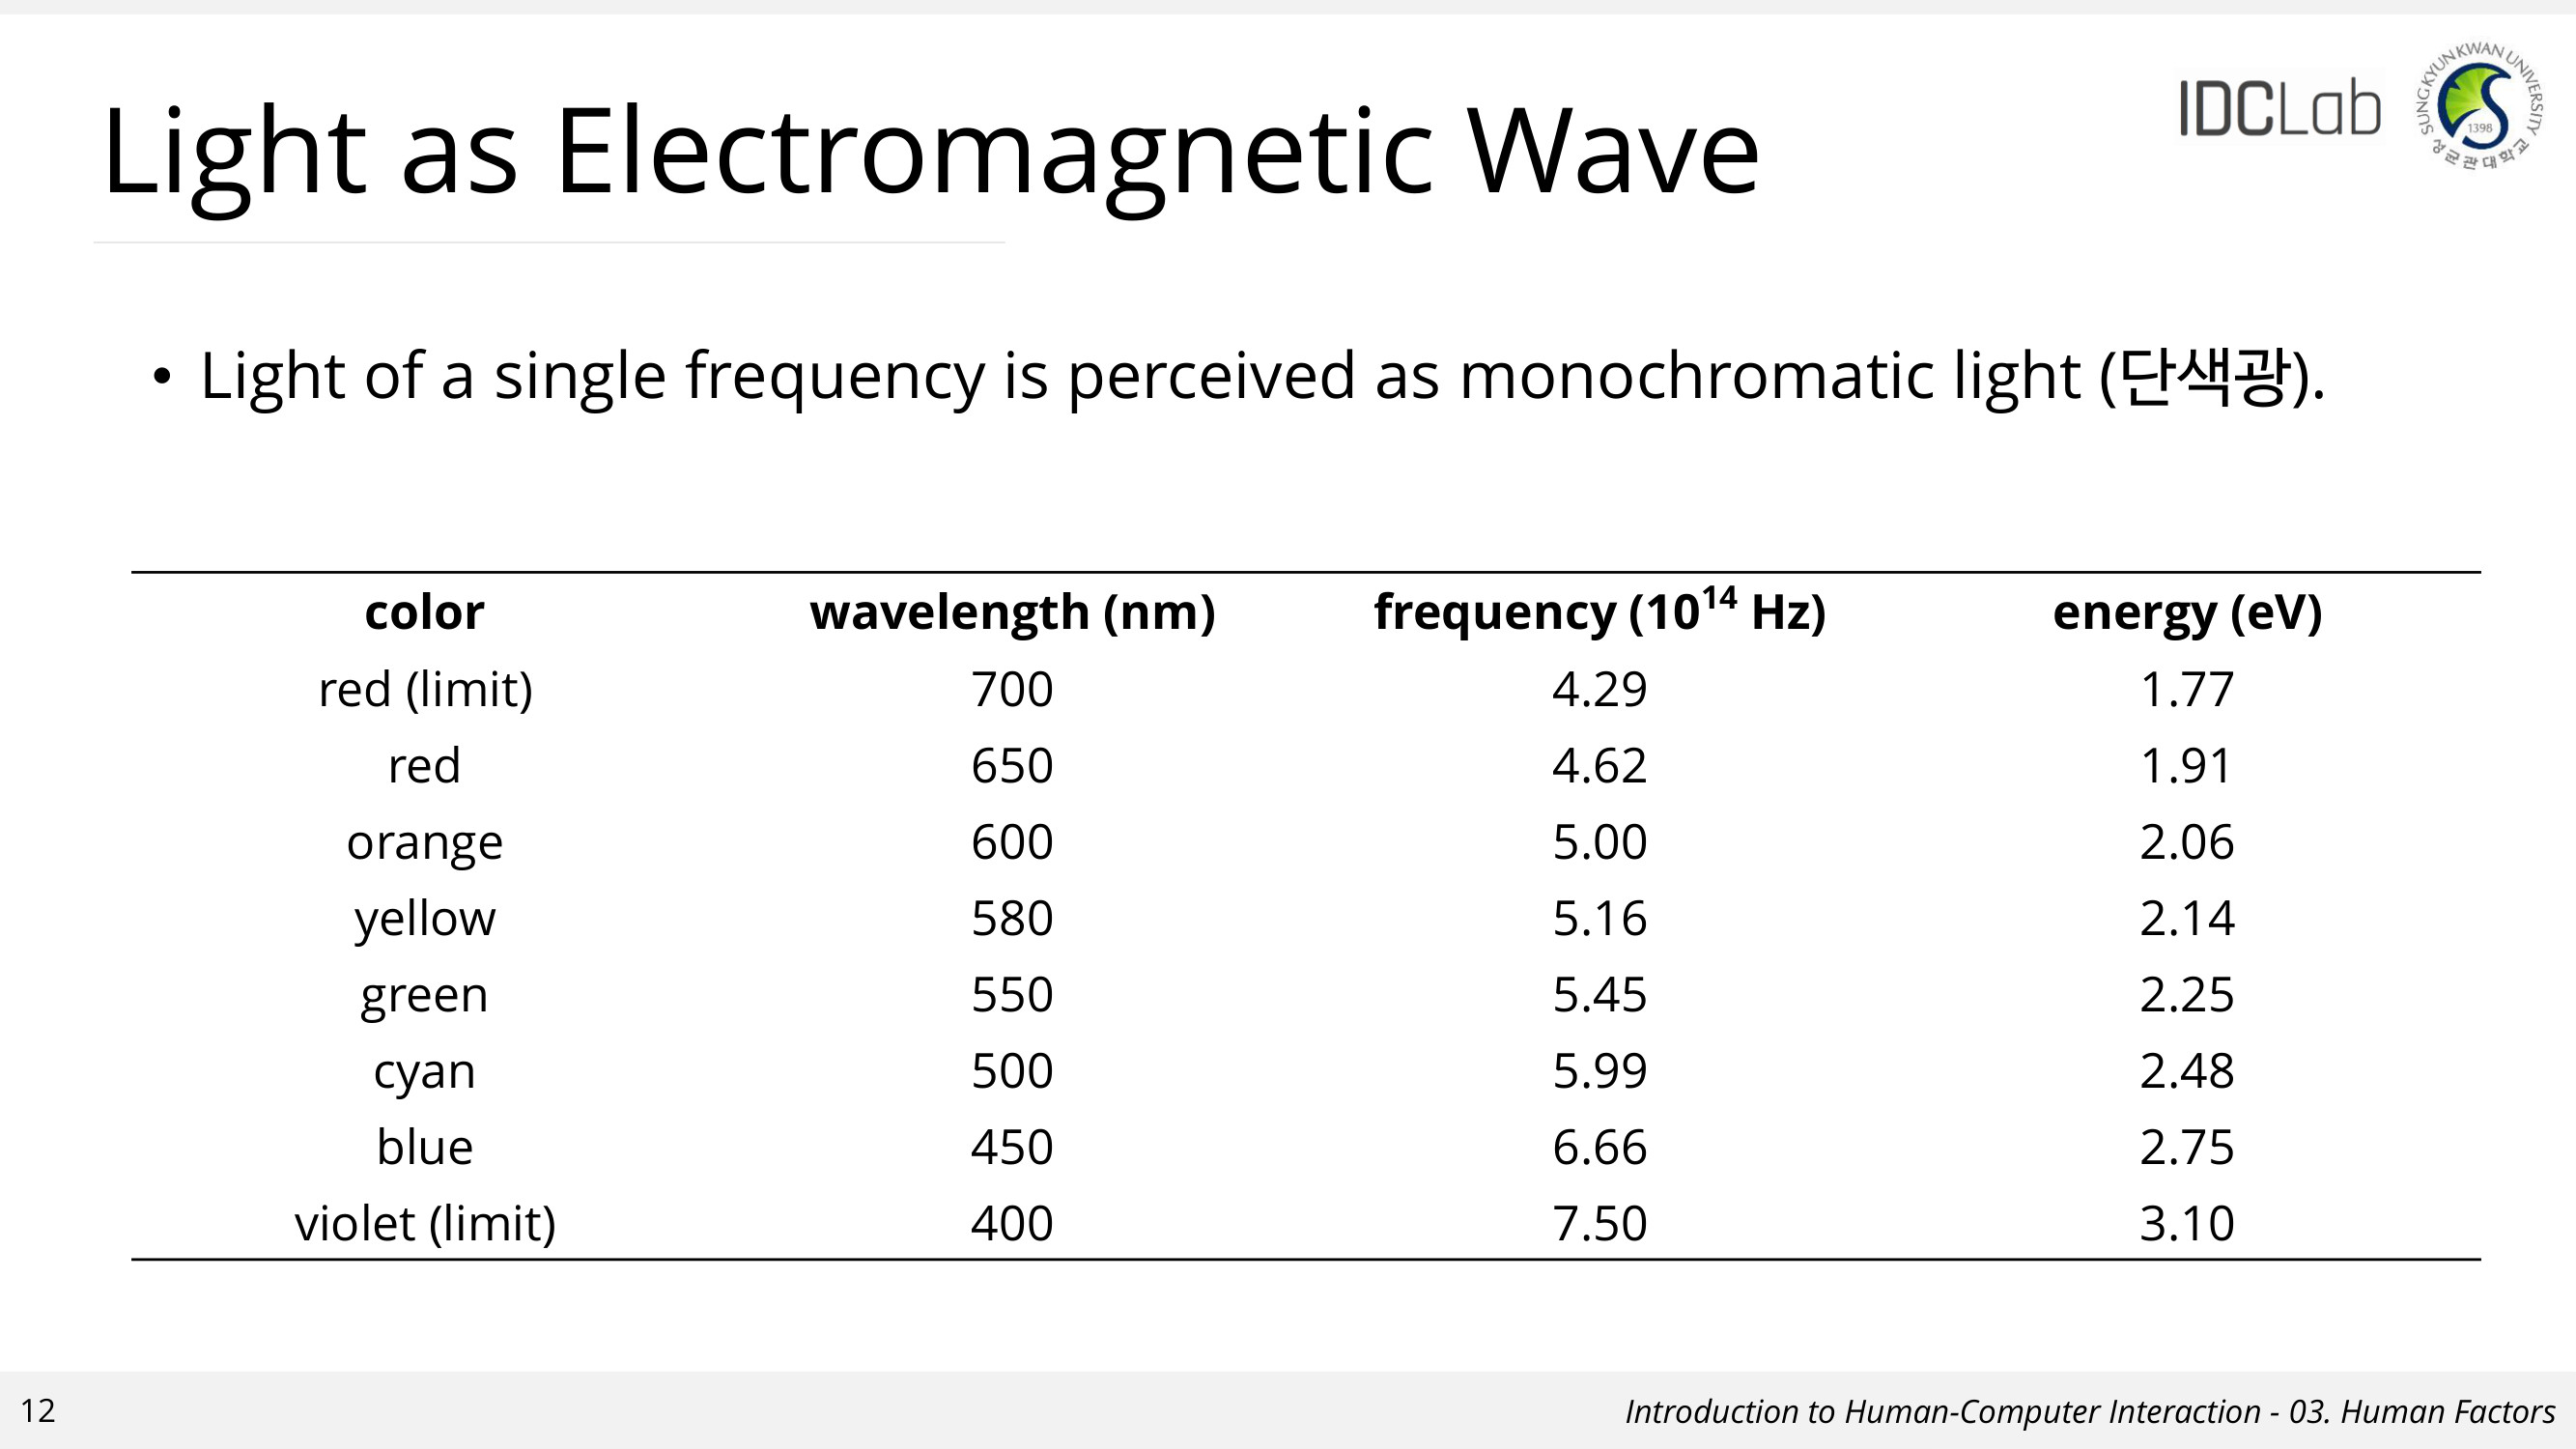 Light as Electromagnetic Wave
IDCLab
SUNGKYUNKWAN UNIVERSITY
1398
성균관대학교
• Light of a single frequency is perceived as monochromatic light (단색광).
color wavelength (nm) frequency (10¹⁴ Hz) energy (eV)
red (limit) 700 4.29 1.77
red 650 4.62 1.91
orange 600 5.00 2.06
yellow 580 5.16 2.14
green 550 5.45 2.25
cyan 500 5.99 2.48
blue 450 6.66 2.75
violet (limit) 400 7.50 3.10
12
Introduction to Human-Computer Interaction - 03. Human Factors